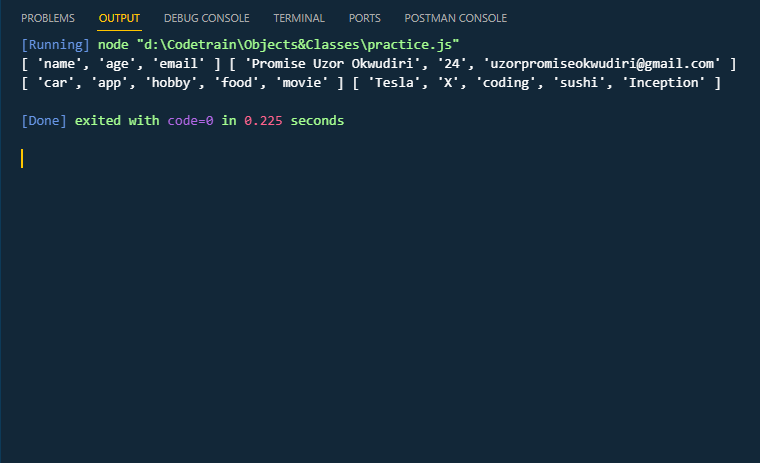 PROBLEMS OUTPUT DEBUG CONSOLE TERMINAL PORTS POSTMAN CONSOLE
[Running] node "d:\Codetrain\Objects&Classes\practice.js"
[ 'name', 'age', 'email' ] [ 'Promise Uzor Okwudiri', '24', 'uzorpromiseokwudiri@gmail.com' ]
[ 'car', 'app', 'hobby', 'food', 'movie' ] [ 'Tesla', 'X', 'coding', 'sushi', 'Inception' ]
[Done] exited with code=0 in 0.225 seconds